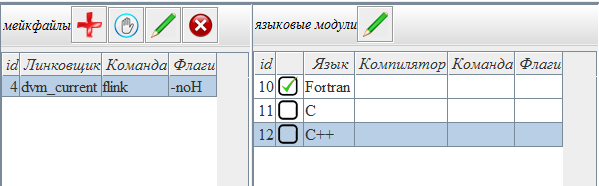 мейкфайлы
id Линковщик Команда Флаги
4 dvm_current flink -noH
языковые модули
id Язык Компилятор Команда Флаги
10 Fortran
11 C
12 C++